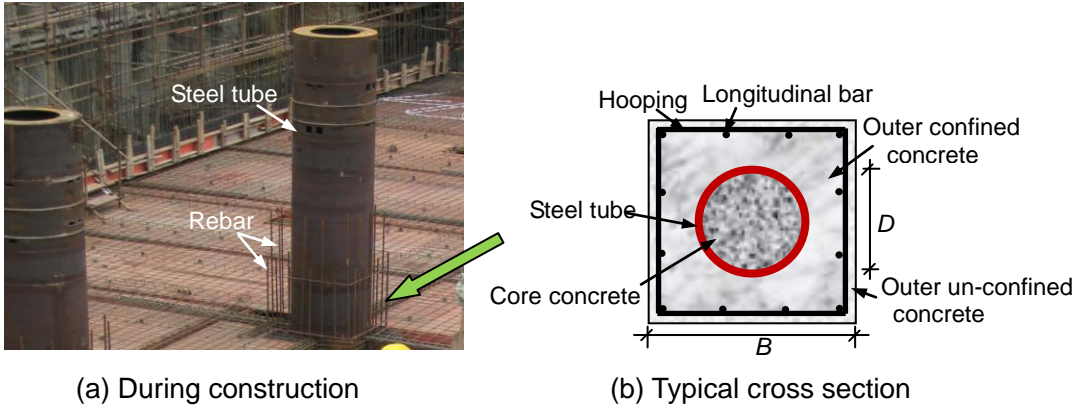 Steel tube
Rebar
(a) During construction
Hooping
Longitudinal bar
Outer confined
concrete
Steel tube
D
Core concrete
Outer un-confined
concrete
B
(b) Typical cross section